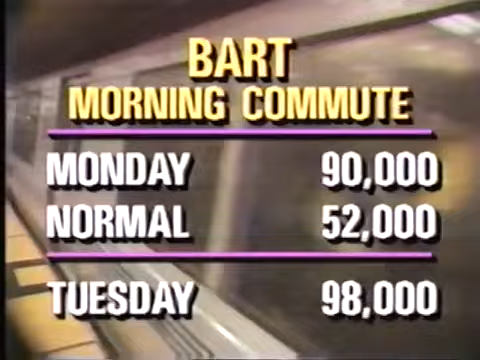 BART
MORNING COMMUTE
MONDAY 90,000
NORMAL 52,000
TUESDAY 98,000